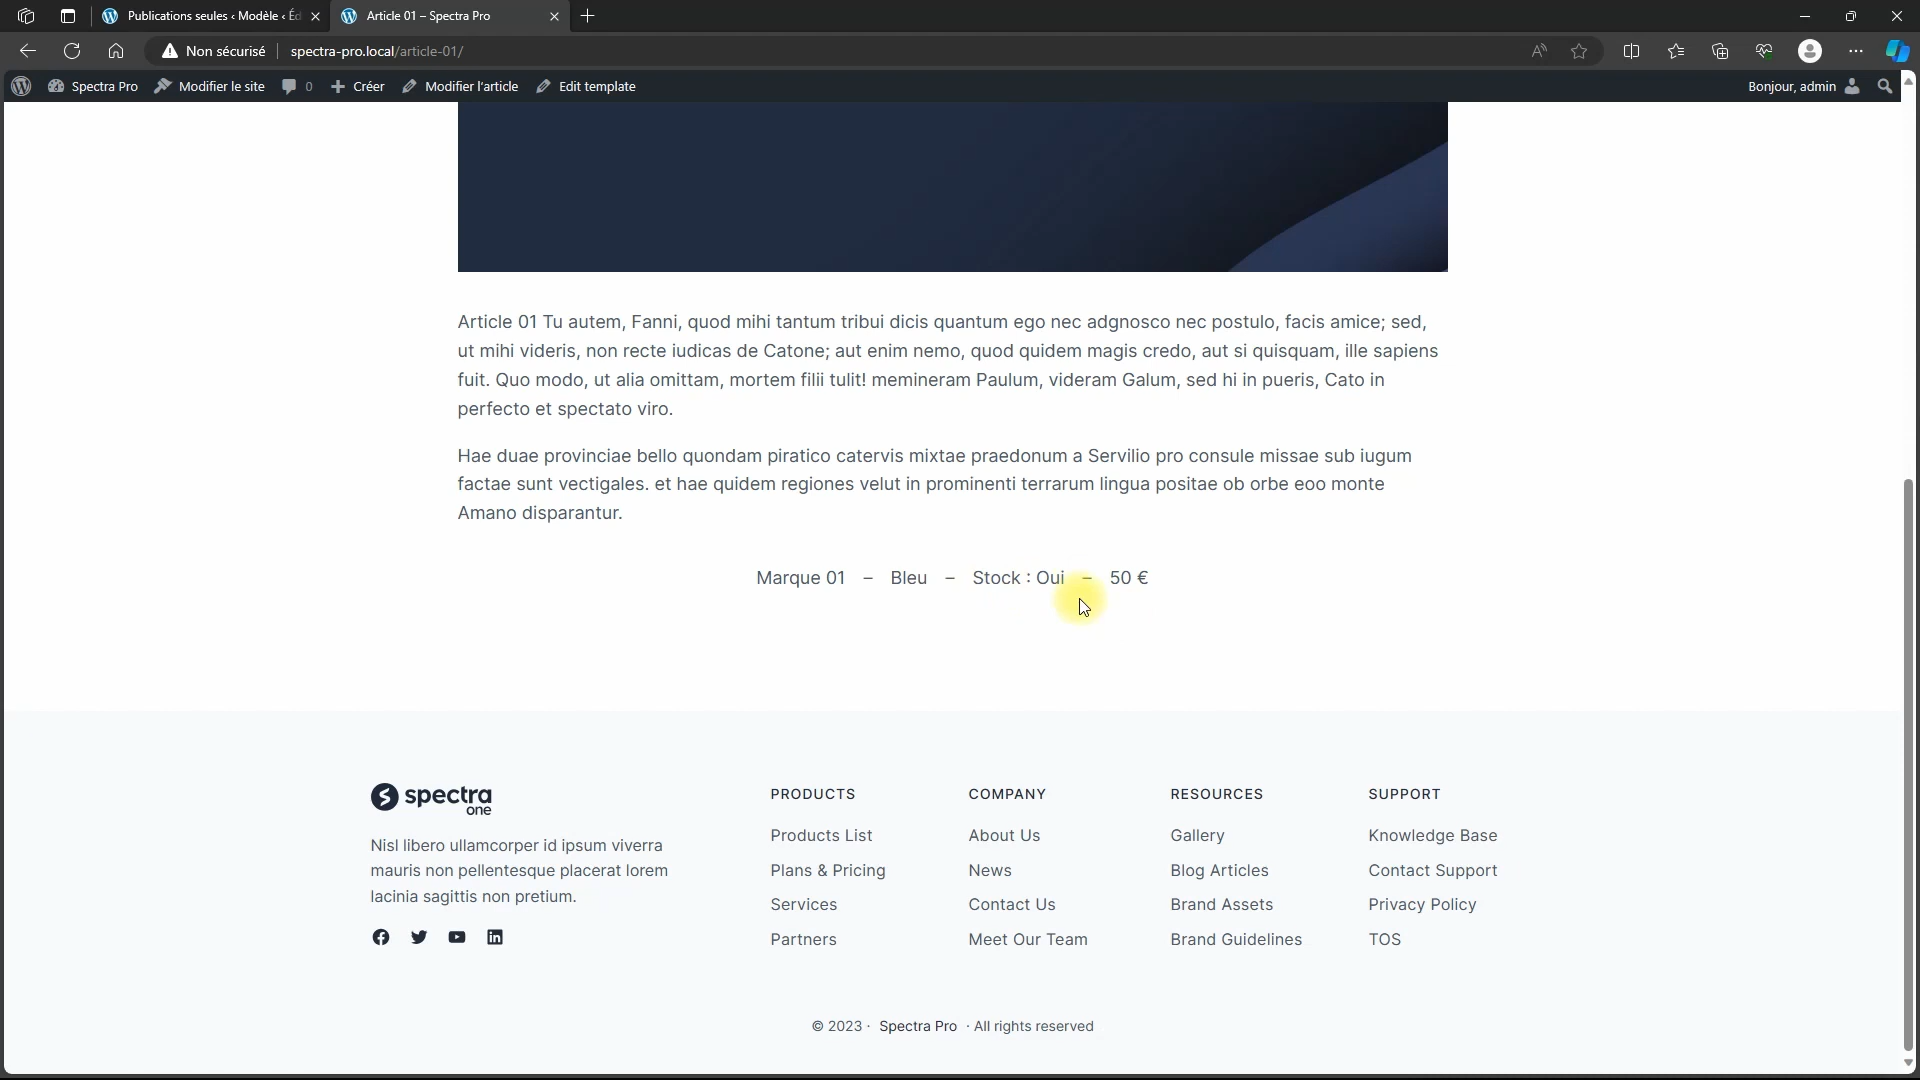 Publications seules ‹ Modèle ‹ Éd
Article 01 – Spectra Pro
Non sécurisé
spectra-pro.local/article-01/
Spectra Pro
Modifier le site
0
Créer
Modifier l'article
Edit template
Bonjour, admin
Article 01 Tu autem, Fanni, quod mihi tantum tribui dicis quantum ego nec adgnosco nec postulo, facis amice; sed,
ut mihi videris, non recte iudicas de Catone; aut enim nemo, quod quidem magis credo, aut si quisquam, ille sapiens
fuit. Quo modo, ut alia omittam, mortem filii tulit! memineram Paulum, videram Galum, sed hi in pueris, Cato in
perfecto et spectato viro.
Hae duae provinciae bello quondam piratico catervis mixtae praedonum a Servilio pro consule missae sub iugum
factae sunt vectigales. et hae quidem regiones velut in prominenti terrarum lingua positae ob orbe eoo monte
Amano disparantur.
Marque 01 – Bleu – Stock : Oui – 50 €
spectra
one
Nisl libero ullamcorper id ipsum viverra
mauris non pellentesque placerat lorem
lacinia sagittis non pretium.
PRODUCTS
Products List
Plans & Pricing
Services
Partners
COMPANY
About Us
News
Contact Us
Meet Our Team
RESOURCES
Gallery
Blog Articles
Brand Assets
Brand Guidelines
SUPPORT
Knowledge Base
Contact Support
Privacy Policy
TOS
© 2023 · Spectra Pro · All rights reserved